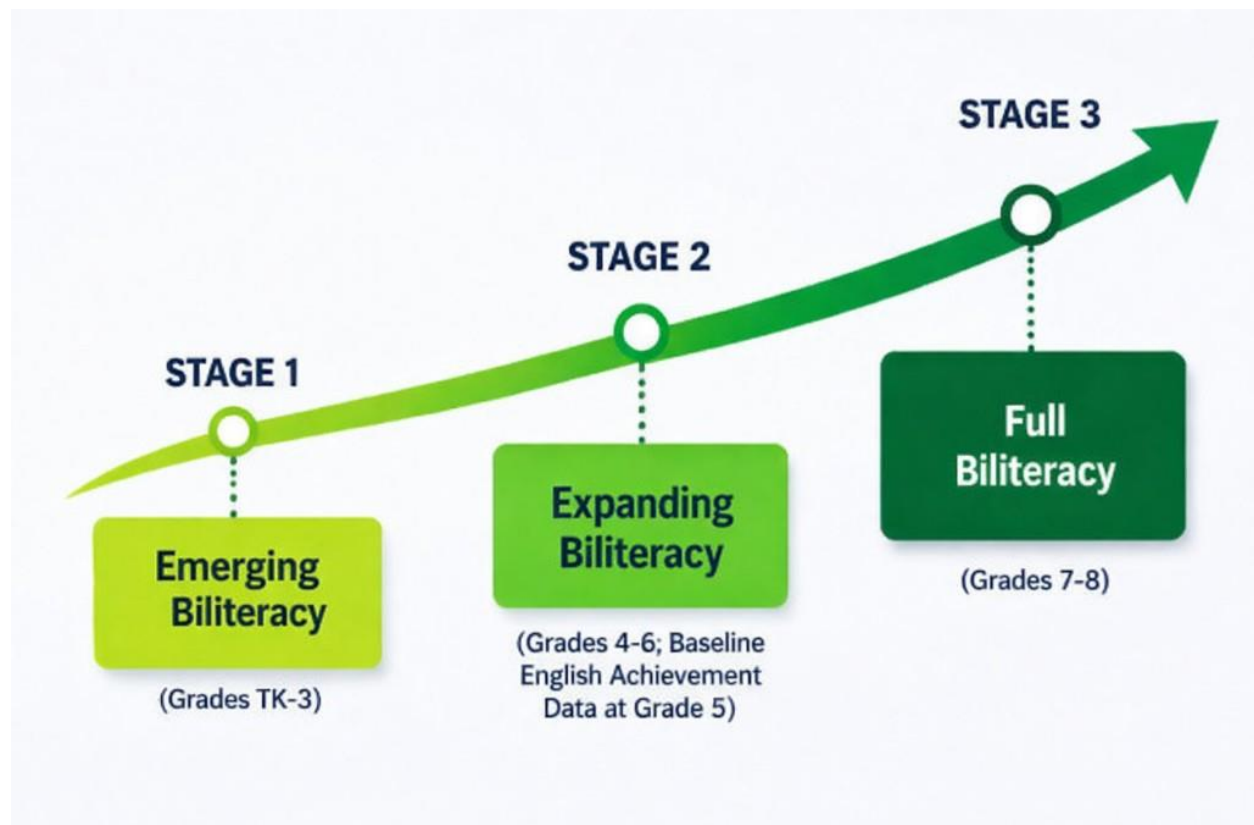 STAGE 1
Emerging
Biliteracy
(Grades TK-3)
STAGE 2
Expanding
Biliteracy
(Grades 4-6; Baseline
English Achievement
Data at Grade 5)
STAGE 3
Full
Biliteracy
(Grades 7-8)